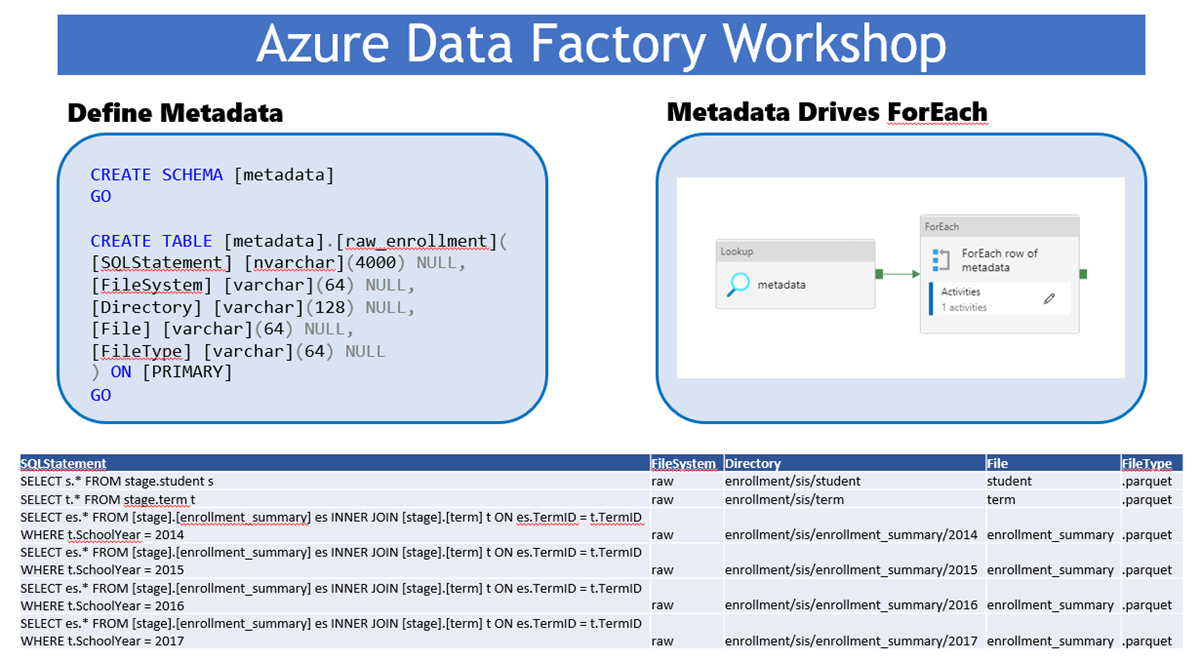 Azure Data Factory Workshop
Define Metadata
CREATE SCHEMA [metadata]
GO
CREATE TABLE [metadata].[raw_enrollment](
[SQLStatement] [nvarchar](4000) NULL,
[FileSystem] [varchar](64) NULL,
[Directory] [varchar](128) NULL,
[File] [varchar](64) NULL,
[FileType] [varchar](64) NULL
) ON [PRIMARY]
GO
Metadata Drives ForEach
Lookup
metadata
ForEach
ForEach row of
metadata
Activities
1 activities
SQLStatement FileSystem Directory File FileType
SELECT s.* FROM stage.student s raw enrollment/sis/student student .parquet
SELECT t.* FROM stage.term t raw enrollment/sis/term term .parquet
SELECT es.* FROM [stage].[enrollment_summary] es INNER JOIN [stage].[term] t ON es.TermID = t.TermID
WHERE t.SchoolYear = 2014 raw enrollment/sis/enrollment_summary/2014 enrollment_summary .parquet
SELECT es.* FROM [stage].[enrollment_summary] es INNER JOIN [stage].[term] t ON es.TermID = t.TermID
WHERE t.SchoolYear = 2015 raw enrollment/sis/enrollment_summary/2015 enrollment_summary .parquet
SELECT es.* FROM [stage].[enrollment_summary] es INNER JOIN [stage].[term] t ON es.TermID = t.TermID
WHERE t.SchoolYear = 2016 raw enrollment/sis/enrollment_summary/2016 enrollment_summary .parquet
SELECT es.* FROM [stage].[enrollment_summary] es INNER JOIN [stage].[term] t ON es.TermID = t.TermID
WHERE t.SchoolYear = 2017 raw enrollment/sis/enrollment_summary/2017 enrollment_summary .parquet